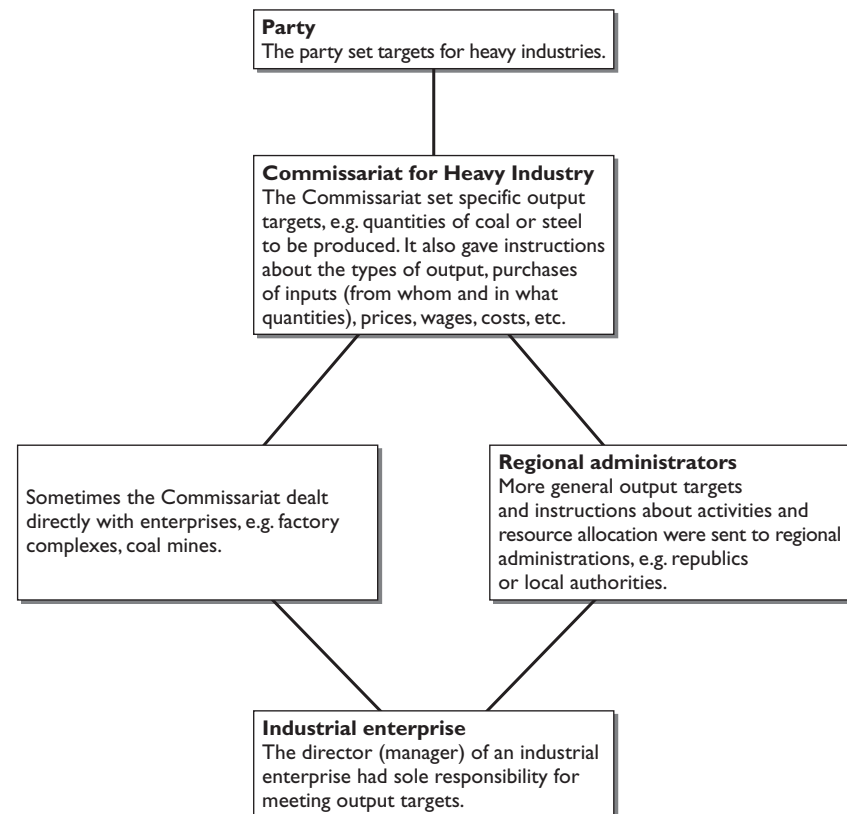 Party
The party set targets for heavy industries.
Commissariat for Heavy Industry
The Commissariat set specific output
targets, e.g. quantities of coal or steel
to be produced. It also gave instructions
about the types of output, purchases
of inputs (from whom and in what
quantities), prices, wages, costs, etc.
Sometimes the Commissariat dealt
directly with enterprises, e.g. factory
complexes, coal mines.
Regional administrators
More general output targets
and instructions about activities and
resource allocation were sent to regional
administrations, e.g. republics
or local authorities.
Industrial enterprise
The director (manager) of an industrial
enterprise had sole responsibility for
meeting output targets.